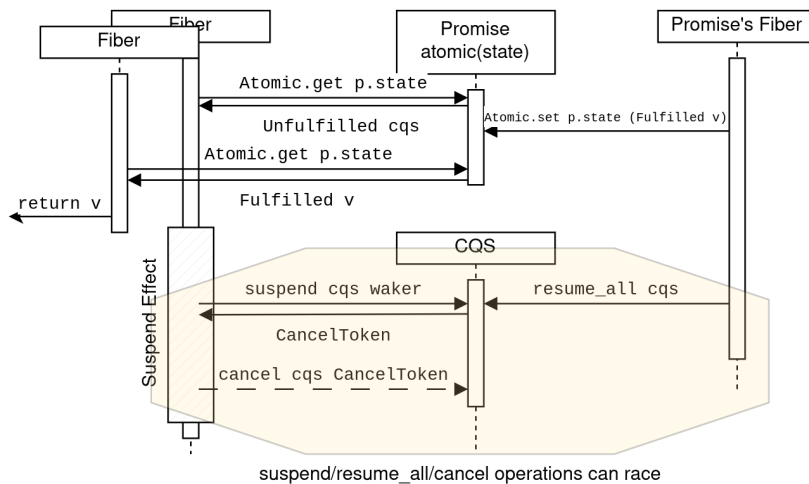 Fiber
Fiber
Promise
atomic(state)
Promise's Fiber
Atomic.get p.state
Unfulfilled cqs
Atomic.set p.state (Fulfilled v)
Atomic.get p.state
Fulfilled v
return v
CQS
Suspend Effect
suspend cqs waker
resume_all cqs
CancelToken
cancel cqs CancelToken
suspend/resume_all/cancel operations can race